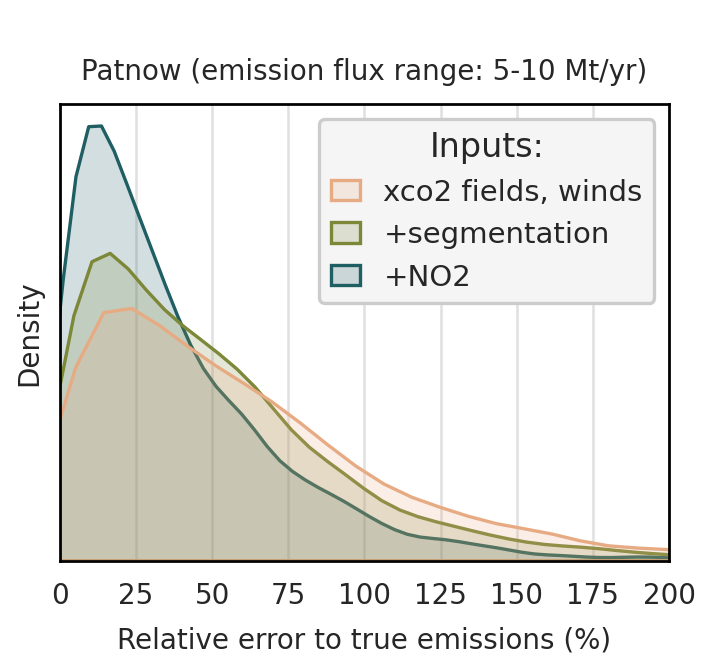 Patnow (emission flux range: 5-10 Mt/yr)
Inputs:
xco2 fields, winds
+segmentation
+NO2
Density
0 25 50 75 100 125 150 175 200
Relative error to true emissions (%)